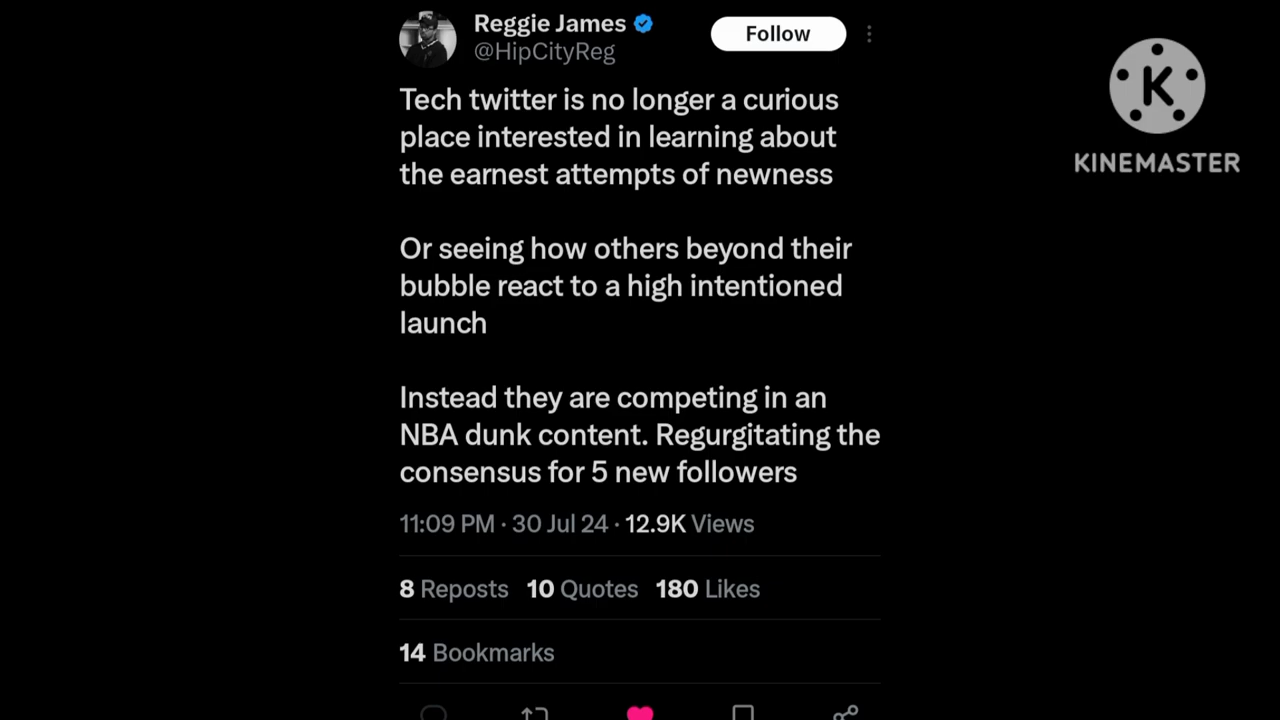 Reggie James
Follow
@HipCityReg
Tech twitter is no longer a curious
place interested in learning about
the earnest attempts of newness
Or seeing how others beyond their
bubble react to a high intentioned
launch
Instead they are competing in an
NBA dunk content. Regurgitating the
consensus for 5 new followers
11:09 PM · 30 Jul 24 · 12.9K Views
8 Reposts 10 Quotes 180 Likes
14 Bookmarks
K
KINEMASTER